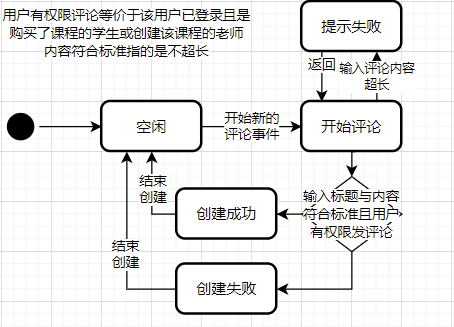 用户有权限评论等价于该用户已登录且是
购买了课程的学生或创建该课程的老师
内容符合标准指的是不超长
提示失败
返回
输入评论内容
超长
空闲
开始新的
评论事件
开始评论
结束
创建
创建成功
输入标题与内容
符合标准且用户
有权限发评论
结束
创建
创建失败